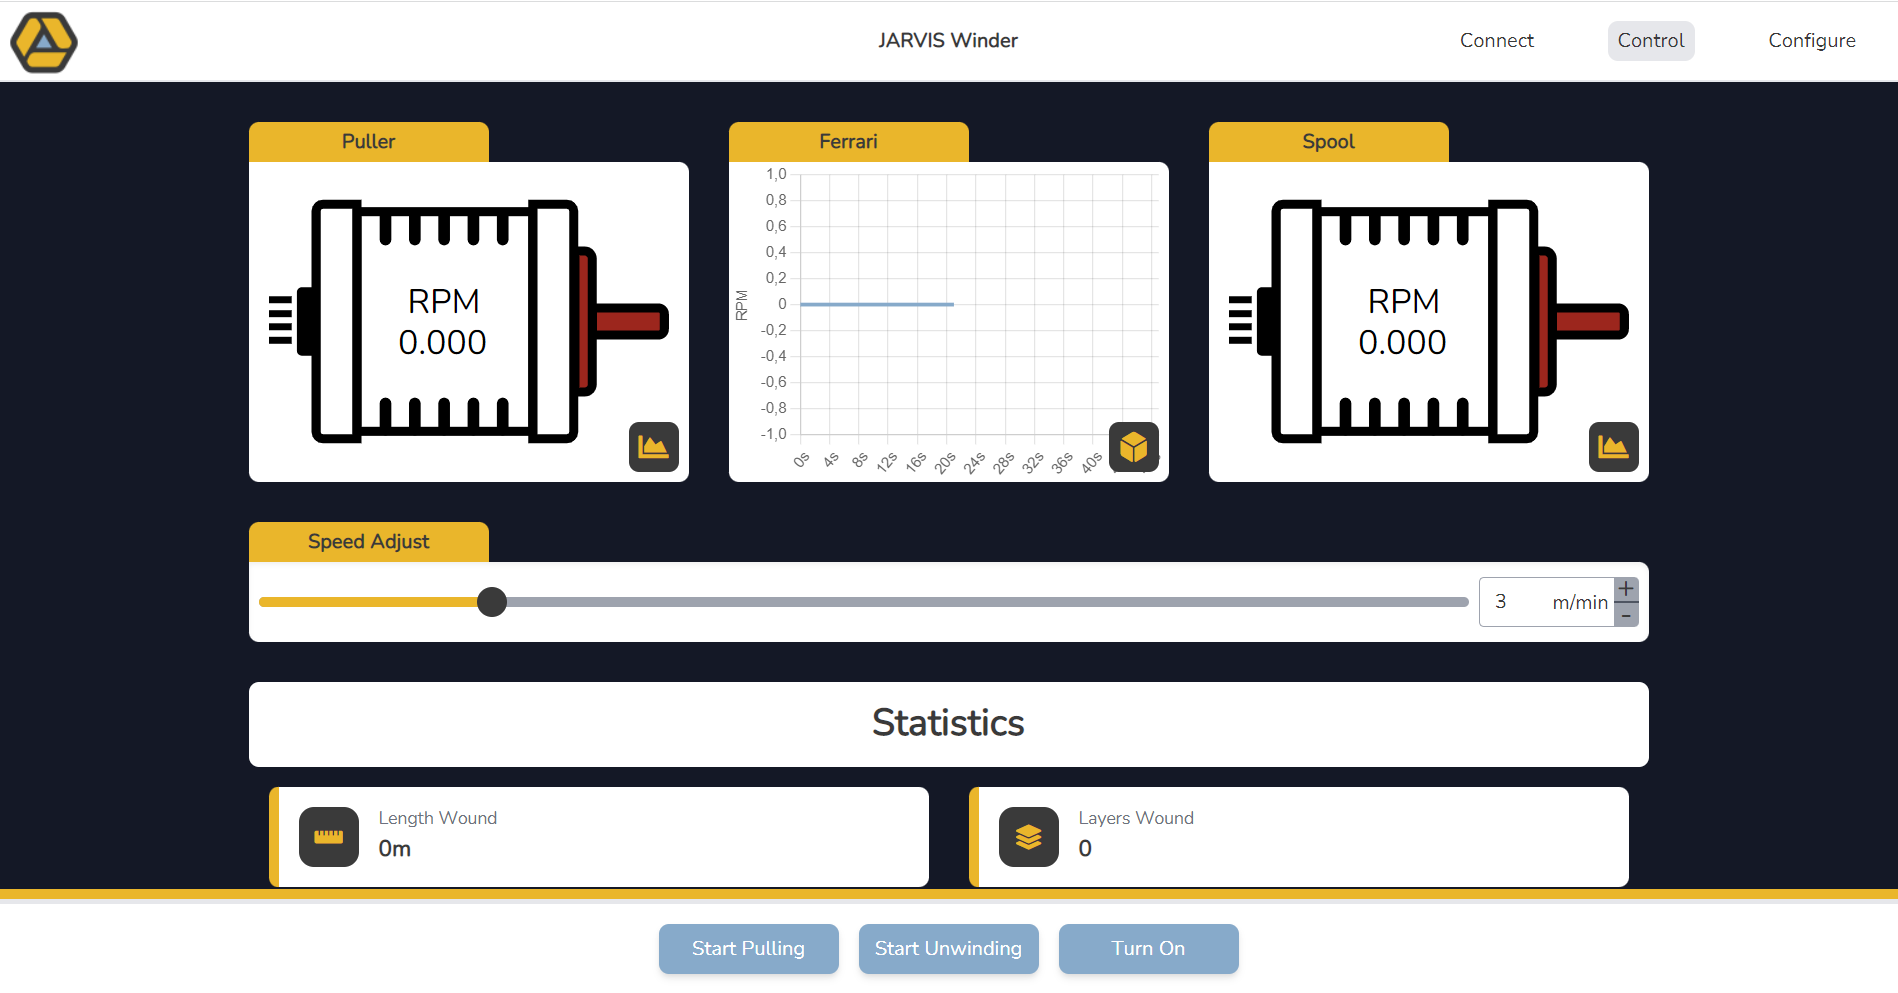 JARVIS Winder
Connect
Control
Configure
Puller
RPM
0.000
Ferrari
1,0
0,8
0,6
0,4
0,2
0
-0,2
-0,4
-0,6
-0,8
-1,0
RPM
0s
4s
8s
12s
16s
20s
24s
28s
32s
36s
40s
Spool
RPM
0.000
Speed Adjust
3 m/min
+
-
Statistics
Length Wound
0m
Layers Wound
0
Start Pulling
Start Unwinding
Turn On